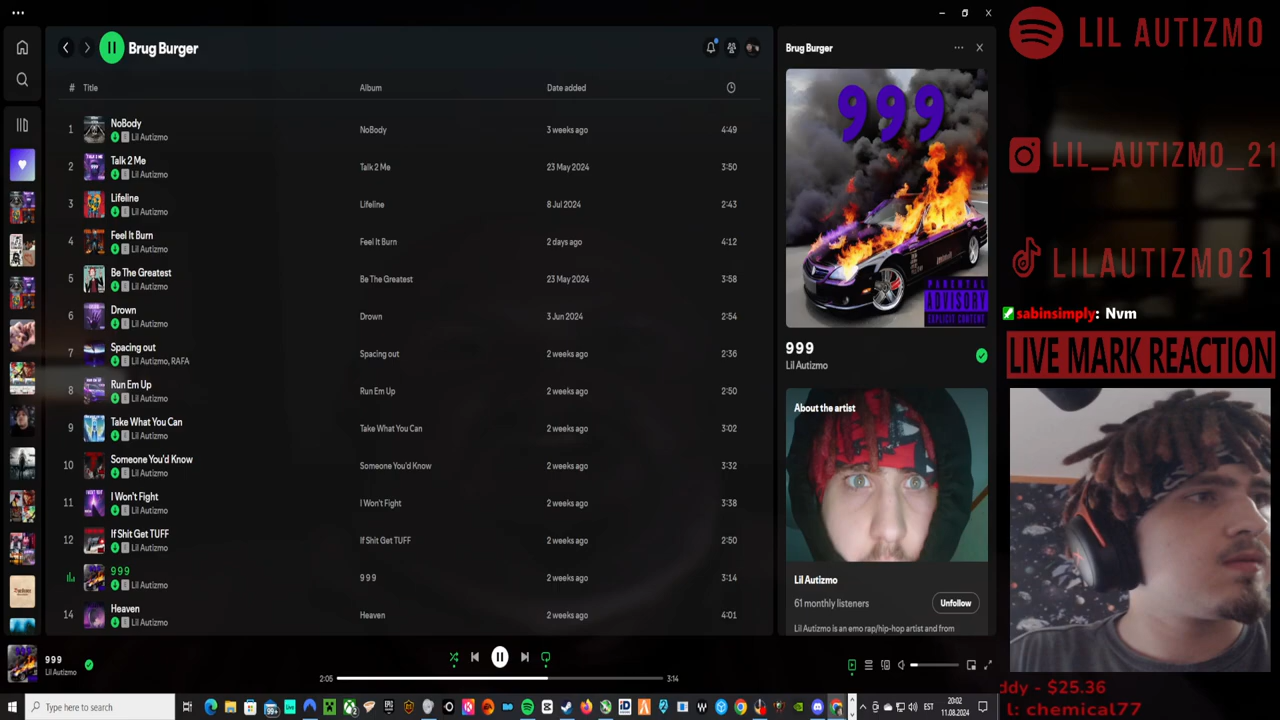 Brug Burger
# Title Album Date added
1 NoBody Lil Autizmo NoBody 3 weeks ago 4:49
2 Talk 2 Me Lil Autizmo Talk 2 Me 23 May 2024 3:50
3 Lifeline Lil Autizmo Lifeline 8 Jul 2024 2:43
4 Feel It Burn Lil Autizmo Feel It Burn 2 days ago 4:12
5 Be The Greatest Lil Autizmo Be The Greatest 23 May 2024 3:58
6 Drown Lil Autizmo Drown 3 Jun 2024 2:54
7 Spacing out Lil Autizmo, RAFA Spacing out 2 weeks ago 2:36
8 Run Em Up Lil Autizmo Run Em Up 2 weeks ago 2:50
9 Take What You Can Lil Autizmo Take What You Can 2 weeks ago 3:02
10 Someone You'd Know Lil Autizmo Someone You'd Know 2 weeks ago 3:32
11 I Won't Fight Lil Autizmo I Won't Fight 2 weeks ago 3:38
12 If Shit Get TUFF Lil Autizmo If Shit Get TUFF 2 weeks ago 2:50
999 Lil Autizmo 999 2 weeks ago 3:14
14 Heaven Lil Autizmo Heaven 2 weeks ago 4:01
Brug Burger
999
PARENTAL
ADVISORY
EXPLICIT CONTENT
999
Lil Autizmo
About the artist
Lil Autizmo
61 monthly listeners Unfollow
Lil Autizmo is an emo rap/hip-hop artist and from
999
Lil Autizmo
2:05 3:14
Type here to search
99+
EST
20:02
11.08.2024
LIL AUTIZMO
LIL_AUTIZMO_21
LILAUTIZMO21
sabinsimply: Nvm
LIVE MARK REACTION
ddy - $25.36
l: chemical77